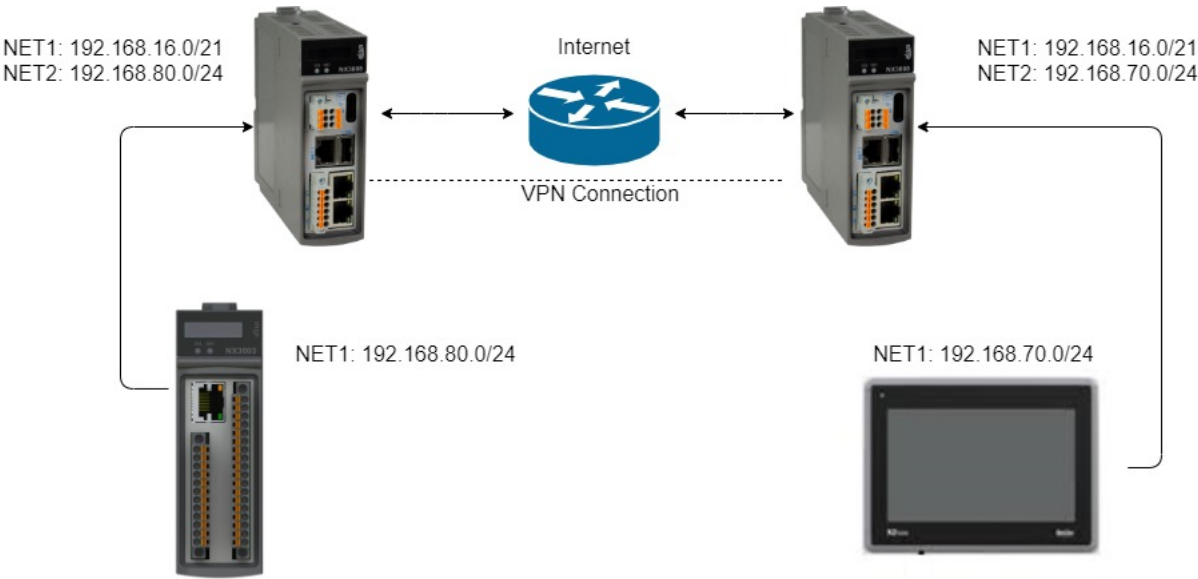 NET1: 192.168.16.0/21
NET2: 192.168.80.0/24
Internet
NET1: 192.168.16.0/21
NET2: 192.168.70.0/24
VPN Connection
NET1: 192.168.80.0/24
NET1: 192.168.70.0/24